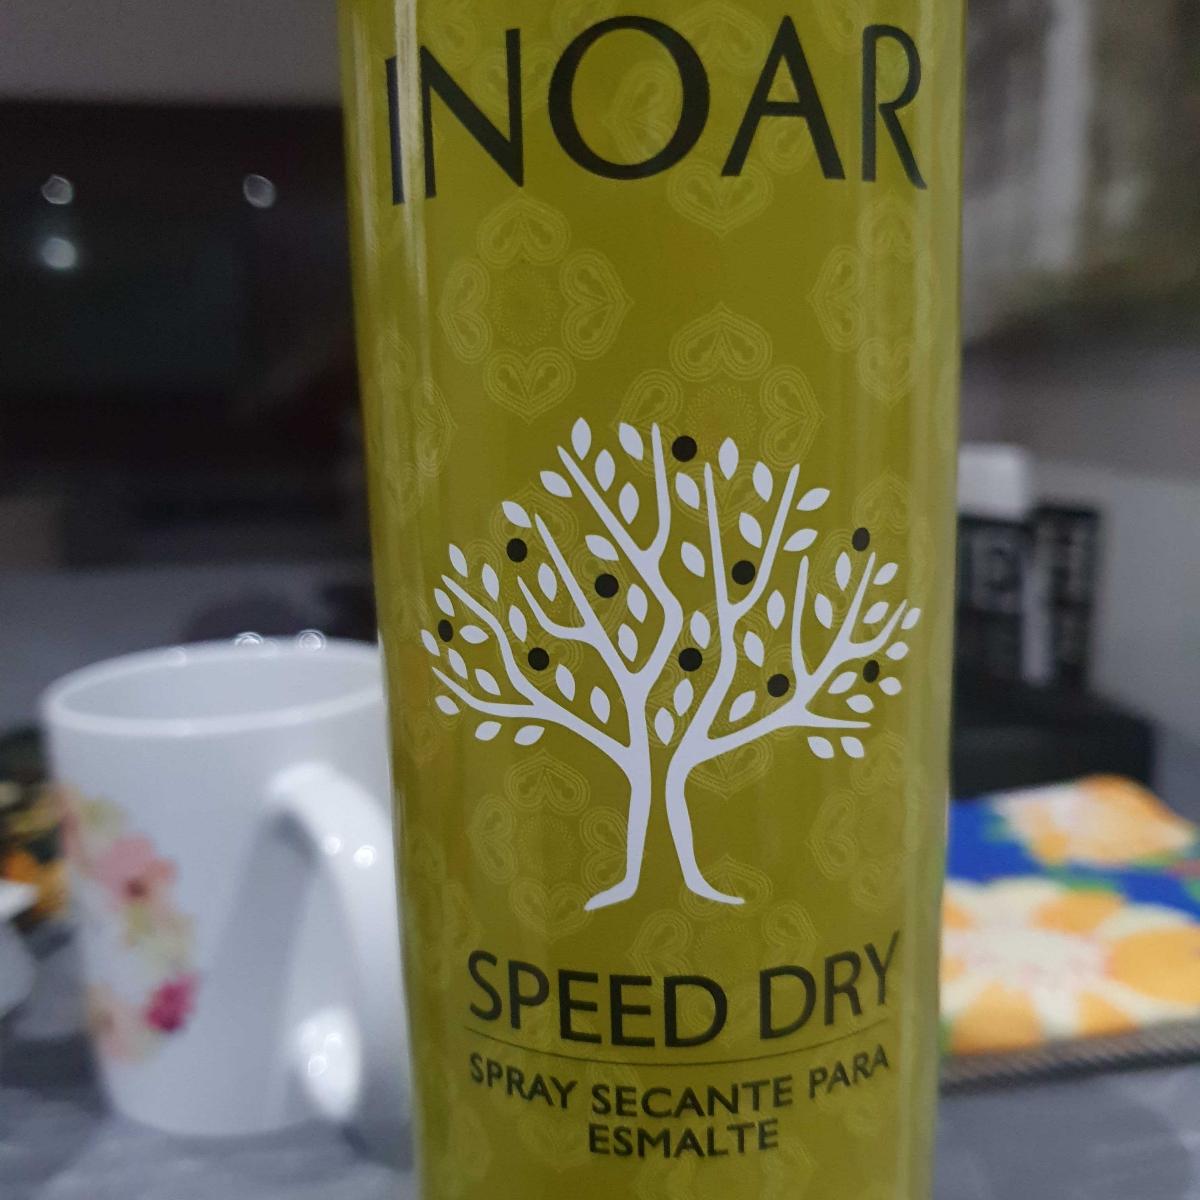 INOAR
SPEED DRY
SPRAY SECANTE PARA
ESMALTE